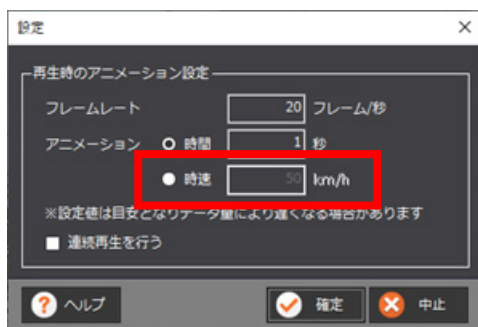 設定
再生時のアニメーション設定
フレームレート 20 フレーム/秒
アニメーション 時間 1 秒
時速 50 km/h
※設定値は目安となりデータ量により遅くなる場合があります
連続再生を行う
ヘルプ 確定 中止